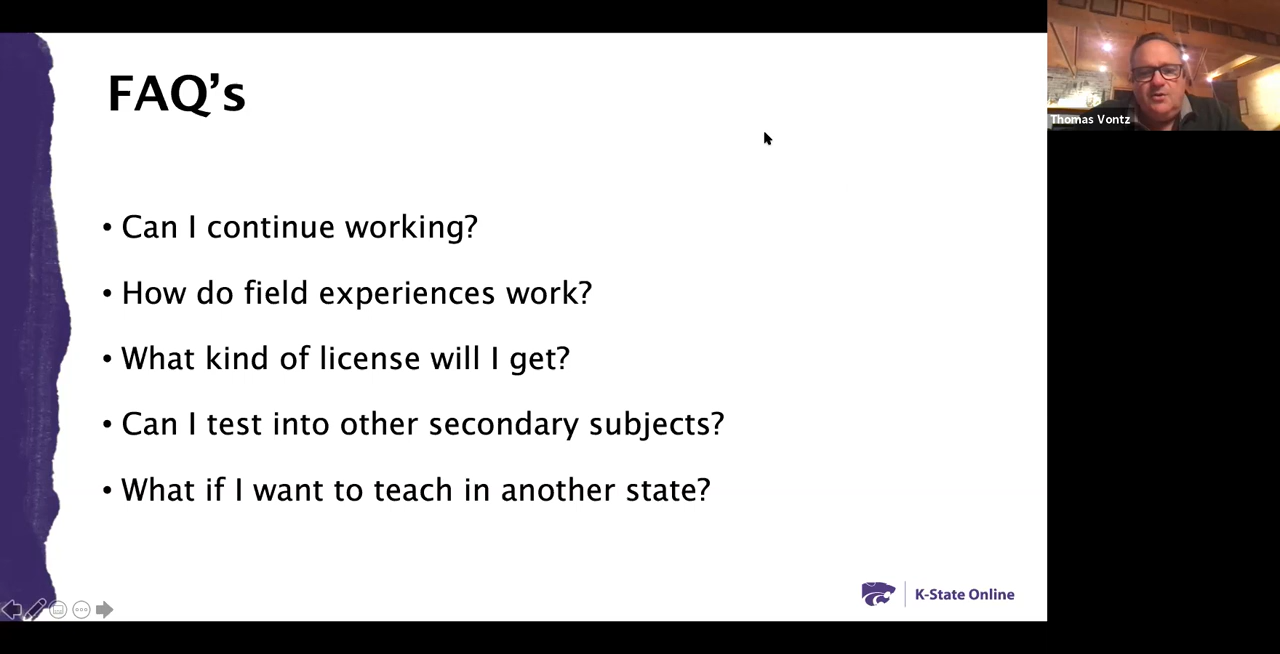 FAQ’s
• Can I continue working?
• How do field experiences work?
• What kind of license will I get?
• Can I test into other secondary subjects?
• What if I want to teach in another state?
K-State Online
Thomas Vontz